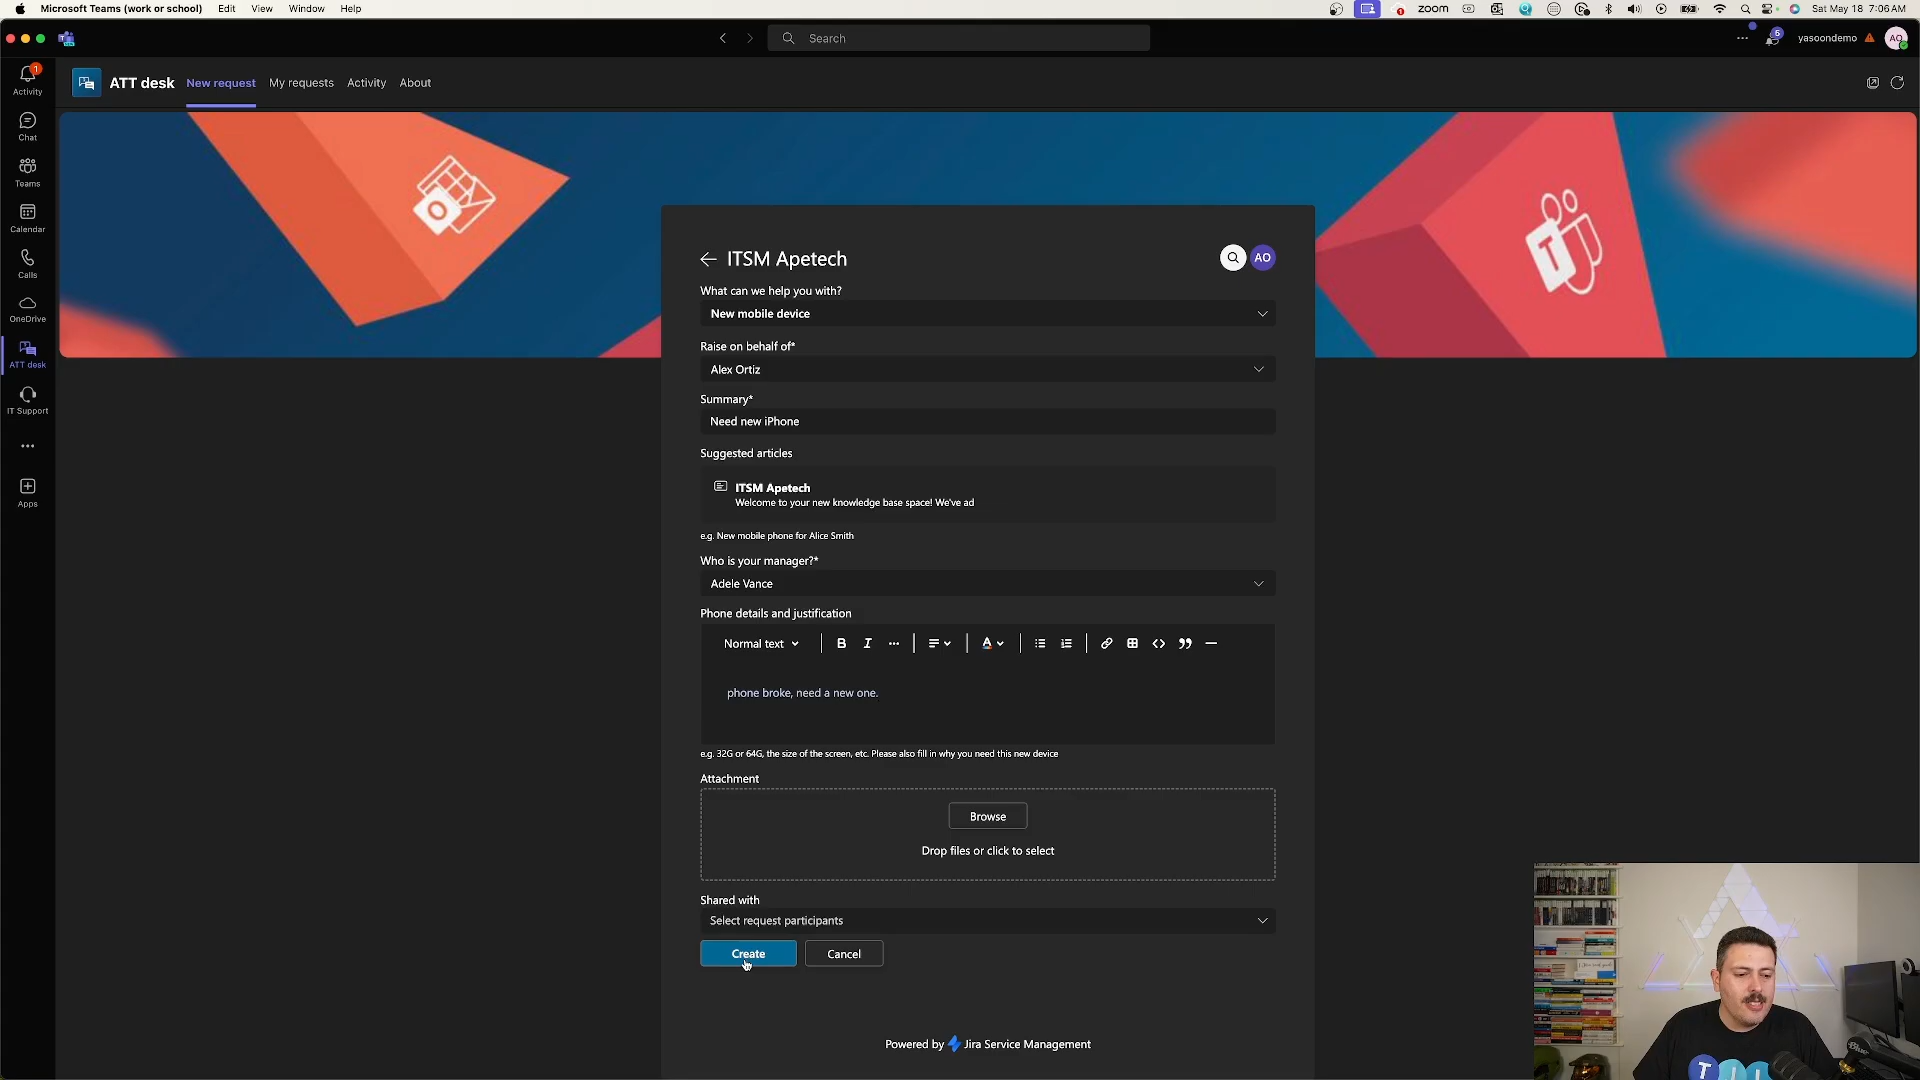 Microsoft Teams (work or school) Edit View Window Help
zoom
Sat May 18 7:06 AM
Search
5
yasoondemo
AO
1
Activity
Chat
Teams
Calendar
Calls
OneDrive
ATT desk
IT Support
Apps
ATT desk New request My requests Activity About
ITSM Apetech
AO
What can we help you with?
New mobile device
Raise on behalf of*
Alex Ortiz
Summary*
Need new iPhone
Suggested articles
ITSM Apetech
Welcome to your new knowledge base space! We've ad
e.g. New mobile phone for Alice Smith
Who is your manager?*
Adele Vance
Phone details and justification
Normal text B I A
phone broke, need a new one.
e.g. 32G or 64G, the size of the screen, etc. Please also fill in why you need this new device
Attachment
Browse
Drop files or click to select
Shared with
Select request participants
Create Cancel
Powered by Jira Service Management